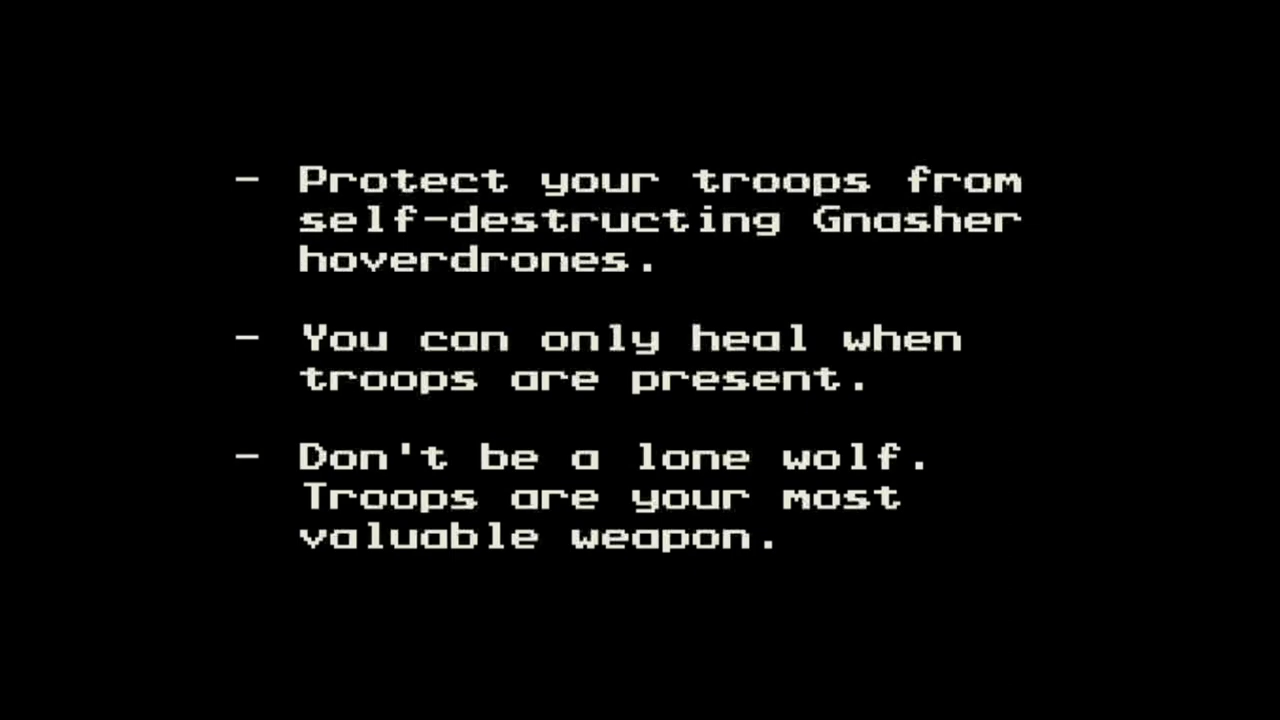 - Protect your troops from
self-destructing Gnasher
hoverdrones.
- You can only heal when
troops are present.
- Don't be a lone wolf.
Troops are your most
valuable weapon.